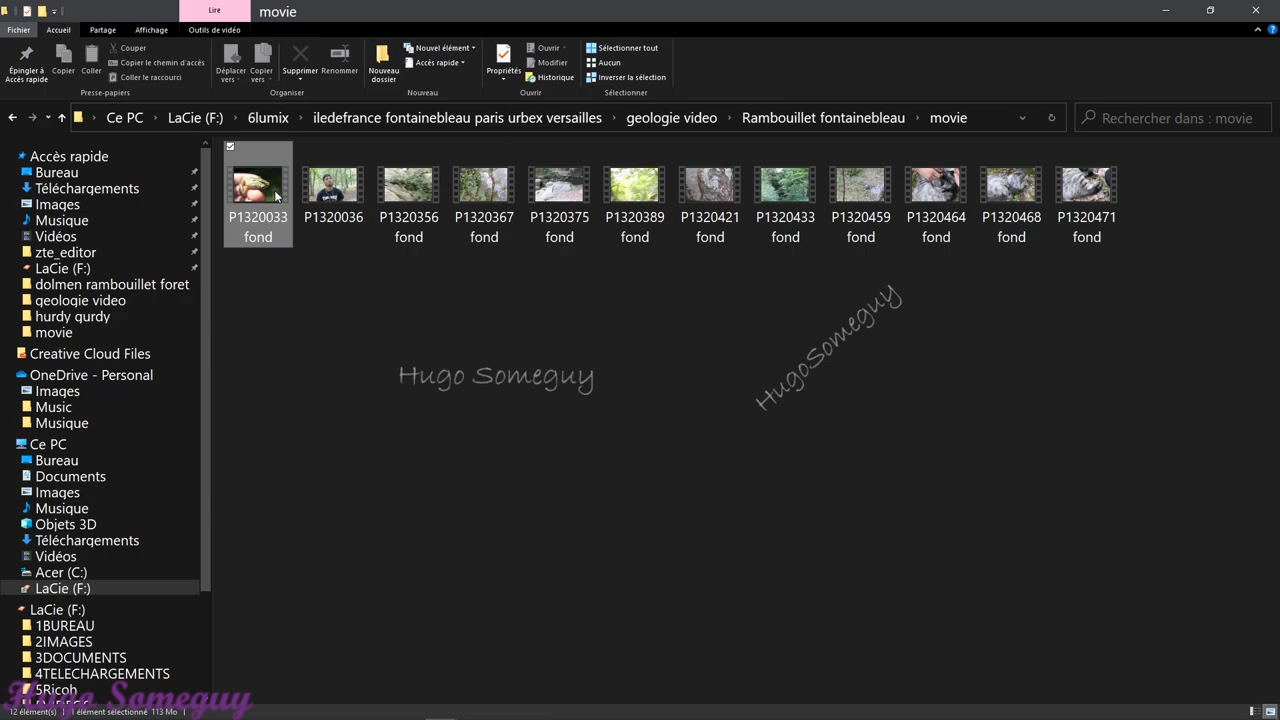 Lire
movie
Fichier Accueil Partage Affichage Outils de vidéo
Épingler à Accès rapide
Copier
Coller
Couper
Copier le chemin d'accès
Coller le raccourci
Presse-papiers
Déplacer vers
Copier vers
Supprimer
Renommer
Organiser
Nouveau dossier
Nouvel élément
Accès rapide
Nouveau
Propriétés
Ouvrir
Modifier
Historique
Ouvrir
Sélectionner tout
Aucun
Inverser la sélection
Sélectionner
Ce PC > LaCie (F:) > 6lumix > iledefrance fontainebleau paris urbex versailles > geologie video > Rambouillet fontainebleau > movie
Rechercher dans : movie
Accès rapide
Bureau
Téléchargements
Images
Musique
Vidéos
zte_editor
LaCie (F:)
dolmen rambouillet foret
geologie video
hurdy gurdy
movie
Creative Cloud Files
OneDrive - Personal
Images
Music
Musique
Ce PC
Bureau
Documents
Images
Musique
Objets 3D
Téléchargements
Vidéos
Acer (C:)
LaCie (F:)
LaCie (F:)
1BUREAU
2IMAGES
3DOCUMENTS
4TELECHARGEMENTS
5Ricoh
P1320033 fond
P1320036
P1320356 fond
P1320367 fond
P1320375 fond
P1320389 fond
P1320421 fond
P1320433 fond
P1320459 fond
P1320464 fond
P1320468 fond
P1320471 fond
Hugo Someguy
HugoSomeguy
Hugo Someguy
12 élément(s) 1 élément sélectionné 113 Mo